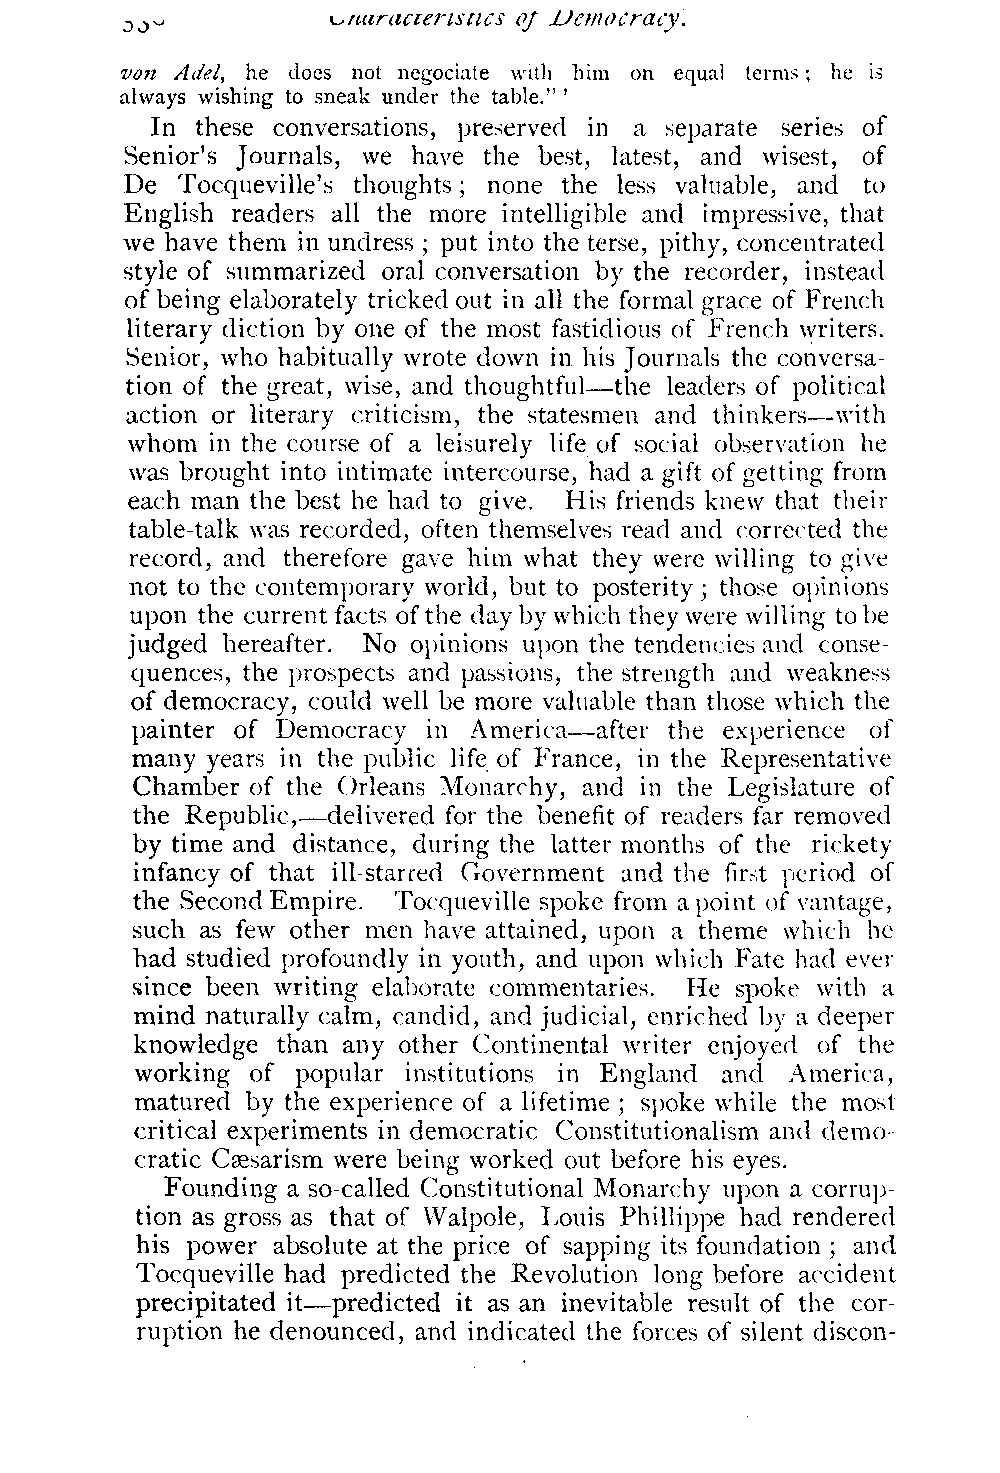 Characteristics of Democracy.
von Adel, he does not negociate with him on equal terms; he is
always wishing to sneak under the table." '
In these conversations, preserved in a separate series of
Senior's Journals, we have the best, latest, and wisest, of
De Tocqueville's thoughts; none the less valuable, and to
English readers all the more intelligible and impressive, that
we have them in undress; put into the terse, pithy, concentrated
style of summarized oral conversation by the recorder, instead
of being elaborately tricked out in all the formal grace of French
literary diction by one of the most fastidious of French writers.
Senior, who habitually wrote down in his Journals the conversa-
tion of the great, wise, and thoughtful—the leaders of political
action or literary criticism, the statesmen and thinkers—with
whom in the course of a leisurely life of social observation he
was brought into intimate intercourse, had a gift of getting from
each man the best he had to give. His friends knew that their
table-talk was recorded, often themselves read and corrected the
record, and therefore gave him what they were willing to give
not to the contemporary world, but to posterity; those opinions
upon the current facts of the day by which they were willing to be
judged hereafter. No opinions upon the tendencies and conse-
quences, the prospects and passions, the strength and weakness
of democracy, could well be more valuable than those which the
painter of Democracy in America—after the experience of
many years in the public life of France, in the Representative
Chamber of the Orleans Monarchy, and in the Legislature of
the Republic,—delivered for the benefit of readers far removed
by time and distance, during the latter months of the rickety
infancy of that ill-starred Government and the first period of
the Second Empire. Tocqueville spoke from a point of vantage,
such as few other men have attained, upon a theme which he
had studied profoundly in youth, and upon which Fate had ever
since been writing elaborate commentaries. He spoke with a
mind naturally calm, candid, and judicial, enriched by a deeper
knowledge than any other Continental writer enjoyed of the
working of popular institutions in England and America,
matured by the experience of a lifetime; spoke while the most
critical experiments in democratic Constitutionalism and demo-
cratic Cæsarism were being worked out before his eyes.
Founding a so-called Constitutional Monarchy upon a corrup-
tion as gross as that of Walpole, Louis Phillippe had rendered
his power absolute at the price of sapping its foundation; and
Tocqueville had predicted the Revolution long before accident
precipitated it—predicted it as an inevitable result of the cor-
ruption he denounced, and indicated the forces of silent discon-